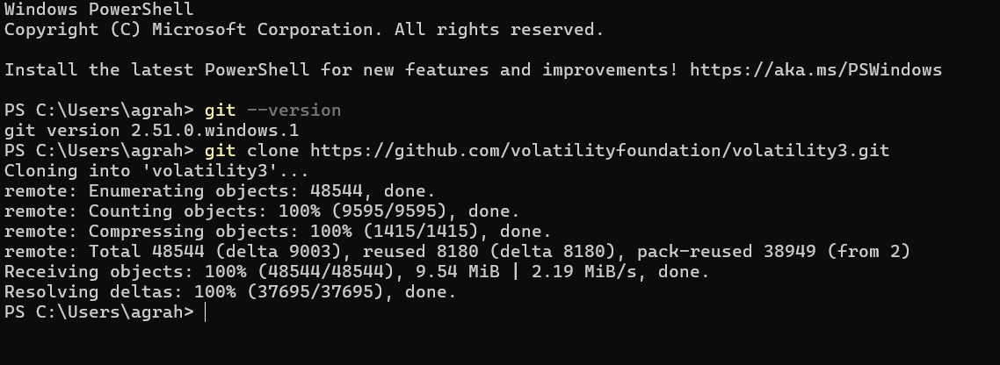 Windows PowerShell
Copyright (C) Microsoft Corporation. All rights reserved.
Install the latest PowerShell for new features and improvements! https://aka.ms/PSWindows
PS C:\Users\agrah> git --version
git version 2.51.0.windows.1
PS C:\Users\agrah> git clone https://github.com/volatilityfoundation/volatility3.git
Cloning into 'volatility3'...
remote: Enumerating objects: 48544, done.
remote: Counting objects: 100% (9595/9595), done.
remote: Compressing objects: 100% (1415/1415), done.
remote: Total 48544 (delta 9003), reused 8180 (delta 8180), pack-reused 38949 (from 2)
Receiving objects: 100% (48544/48544), 9.54 MiB | 2.19 MiB/s, done.
Resolving deltas: 100% (37695/37695), done.
PS C:\Users\agrah>